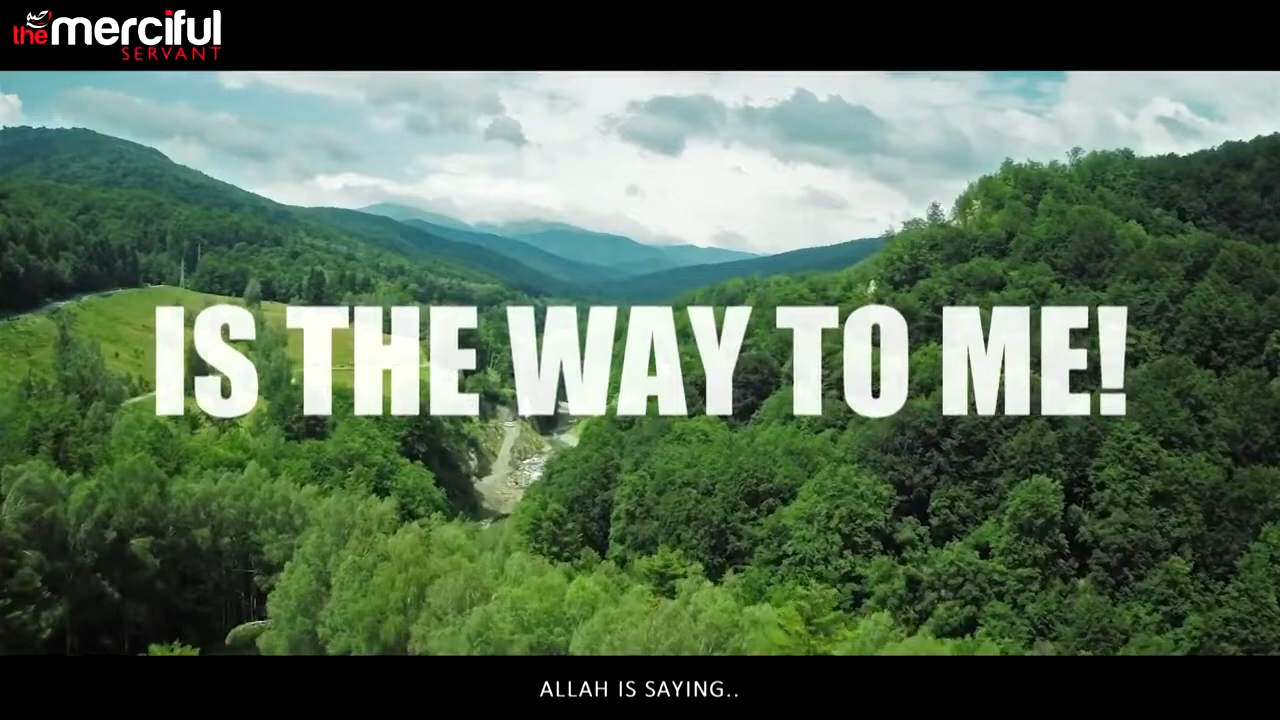 the merciful
SERVANT
IS THE WAY TO ME!
ALLAH IS SAYING..